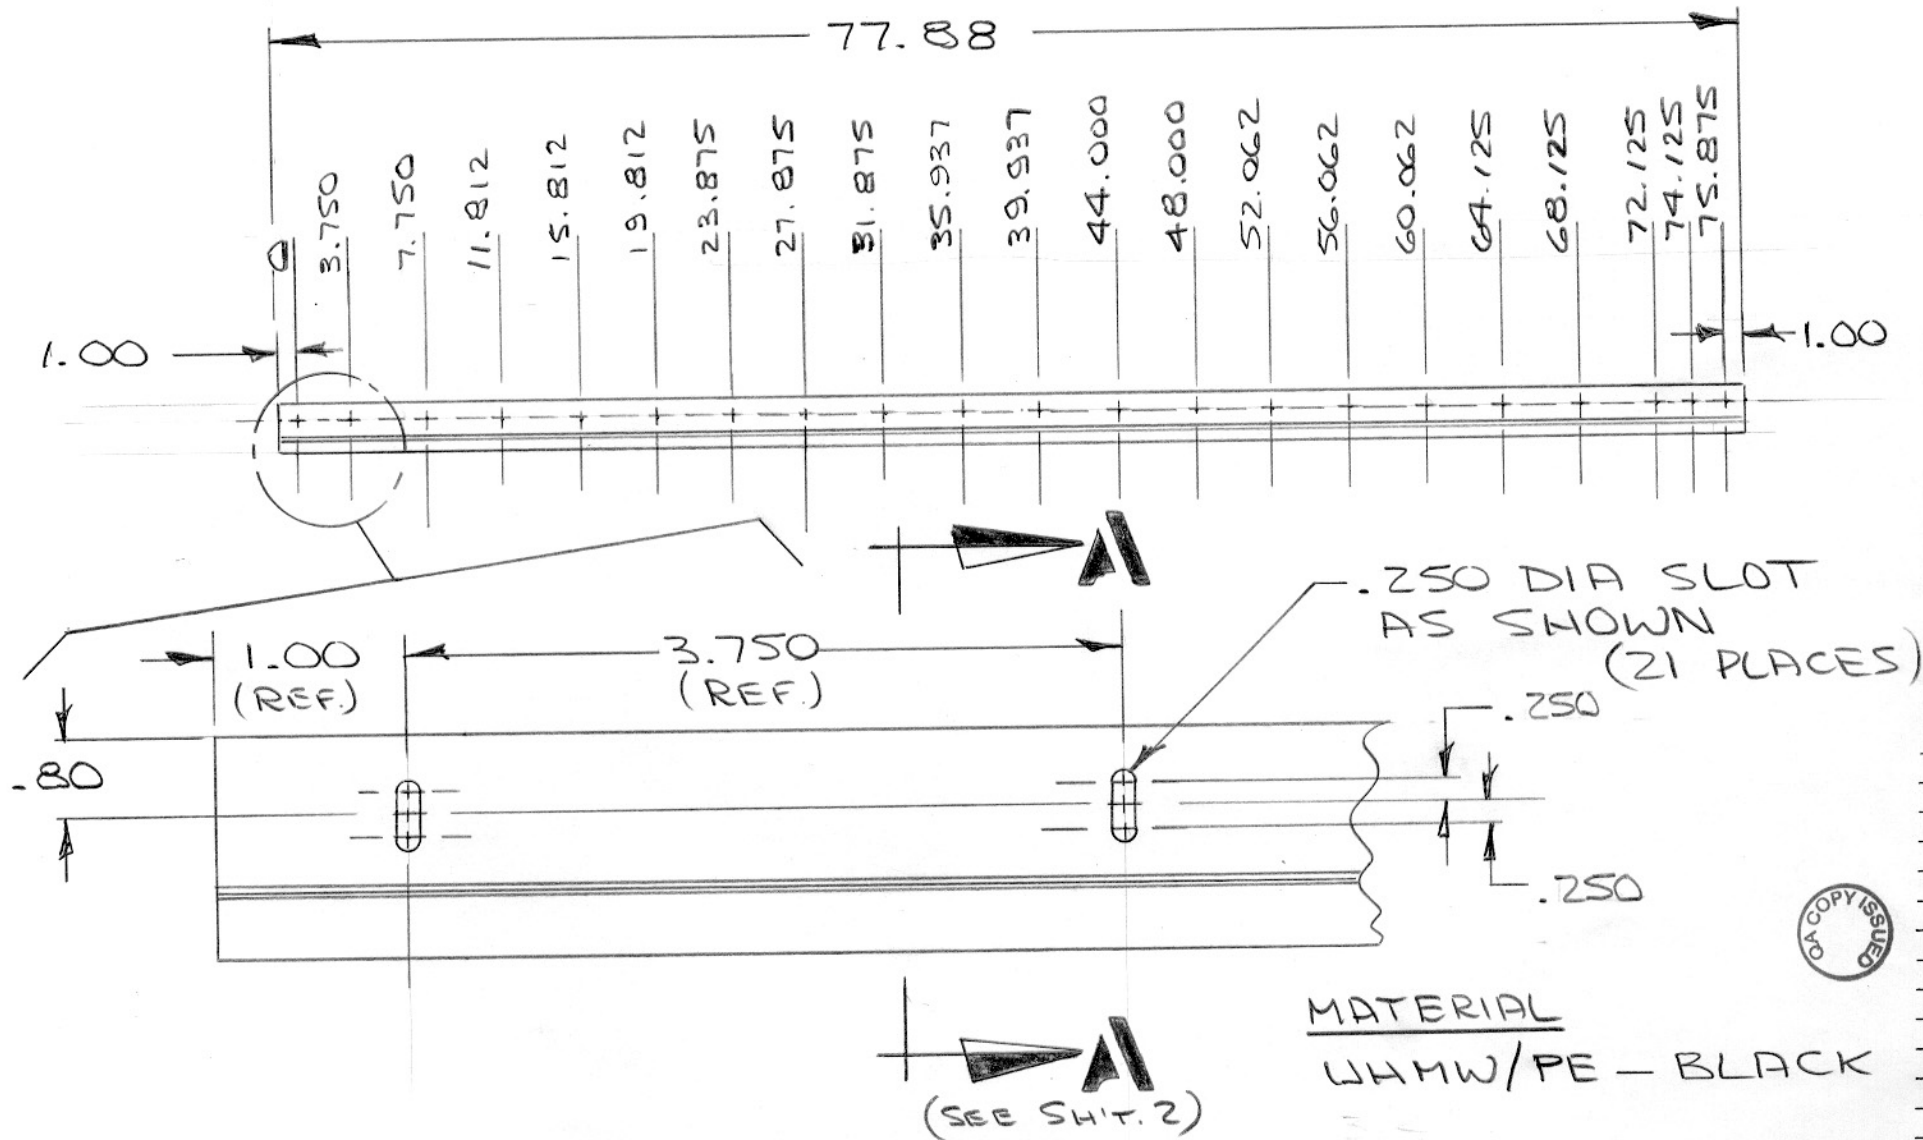 77.88
0
3.750
7.750
11.812
15.812
19.812
23.875
27.875
31.875
35.937
39.937
44.000
48.000
52.062
56.062
60.062
64.125
68.125
72.125
74.125
75.875
1.00
1.00
A
.250 DIA SLOT
AS SHOWN
(21 PLACES)
1.00
(REF.)
3.750
(REF.)
.250
.80
.250
QA COPY ISSUED
MATERIAL
UHMW/PE — BLACK
A
(SEE SH'T. 2)